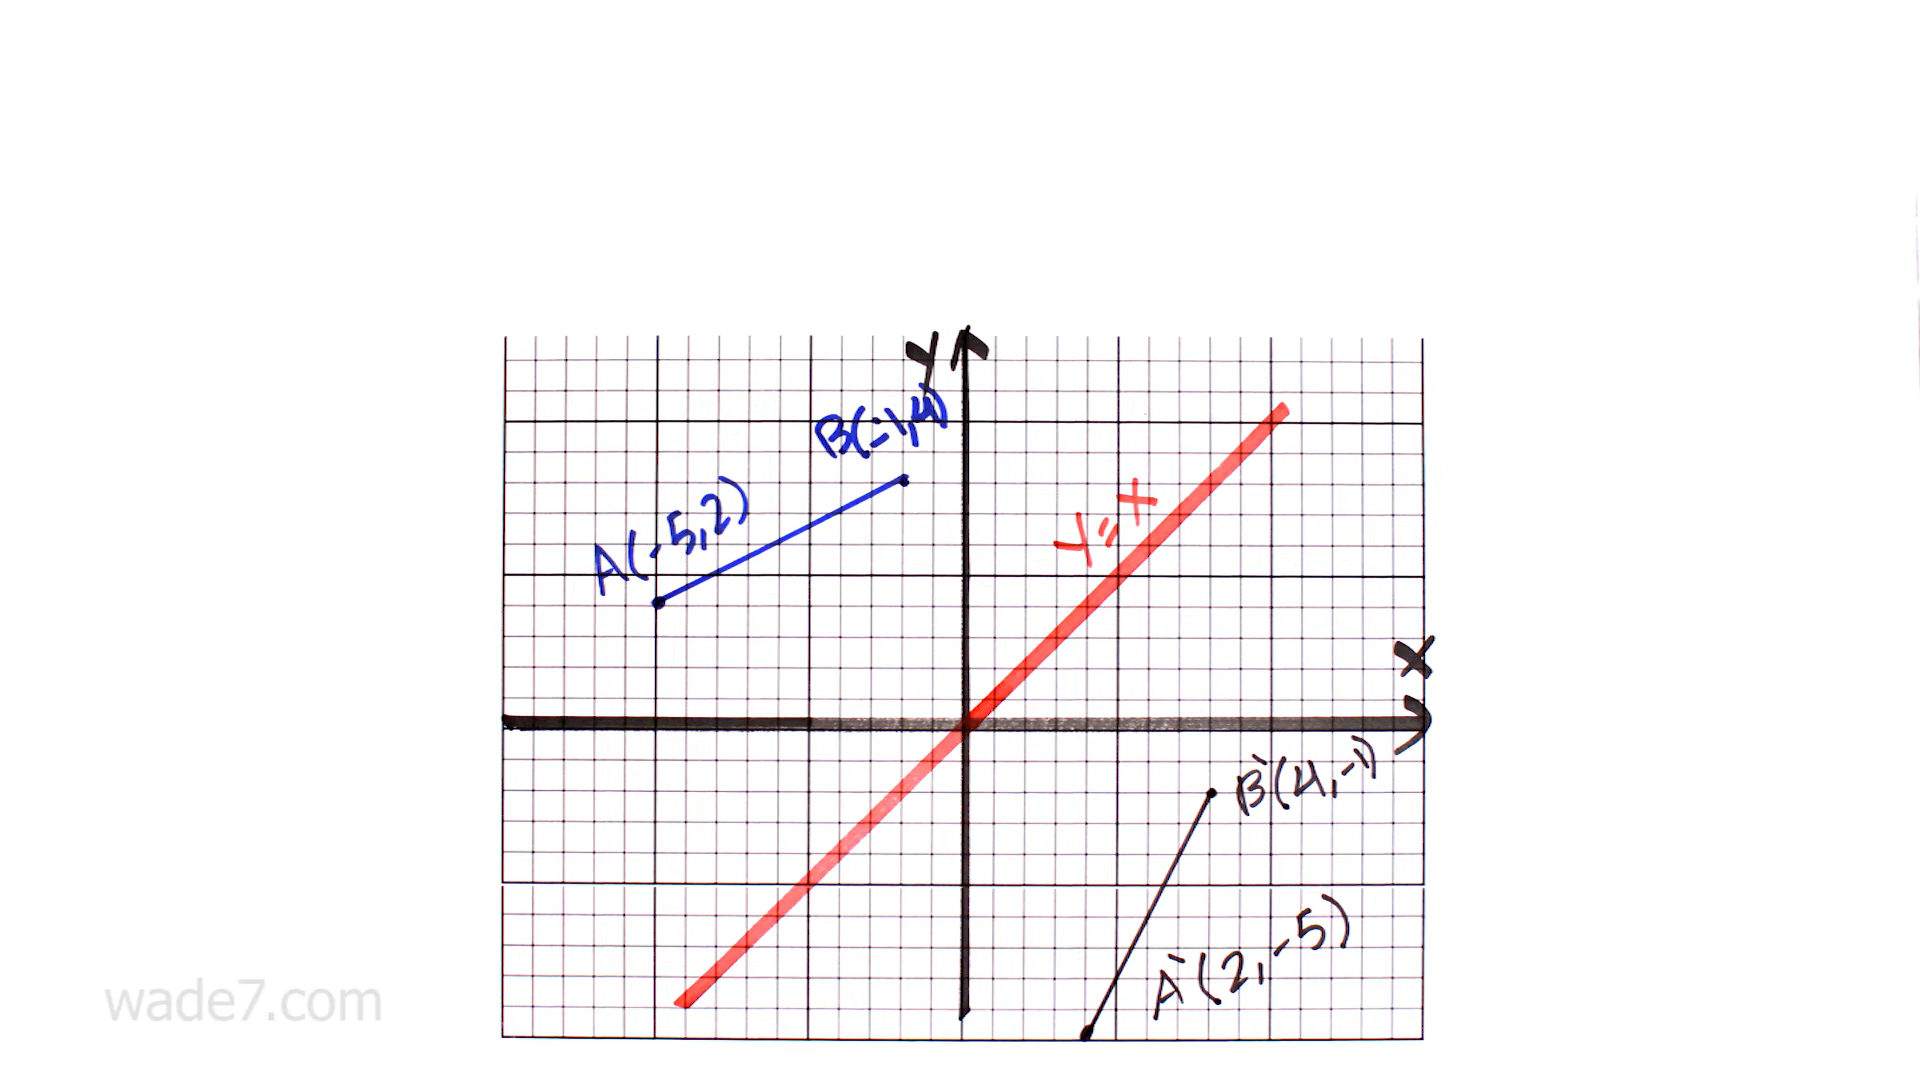 Y
B(-1,4)
A(-5,2)
y=x
X
B`(4,-1)
A`(2,-5)
wade7.com